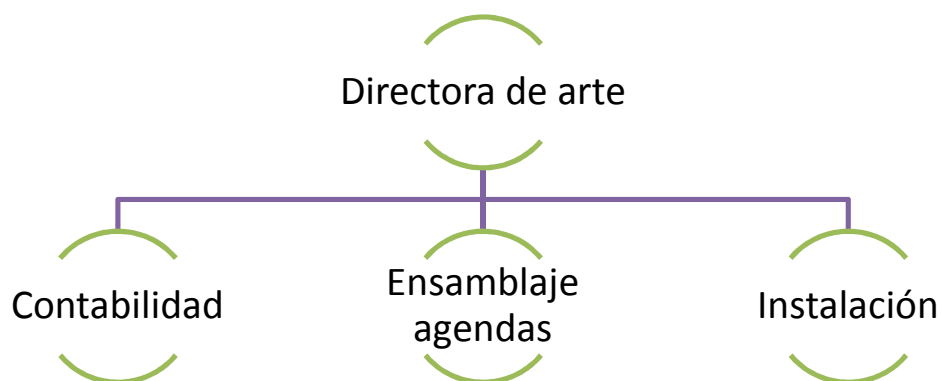 Directora de arte
Contabilidad
Ensamblaje
agendas
Instalación